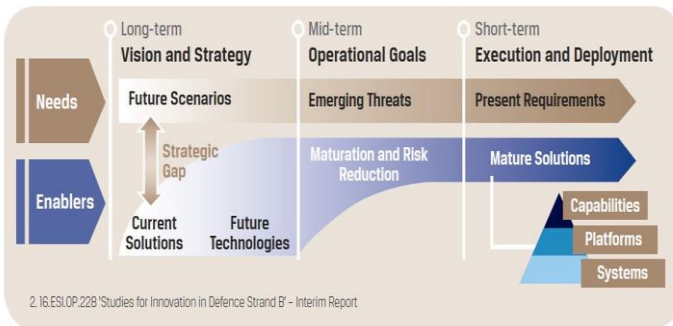 Long-term
Vision and Strategy
Mid-term
Operational Goals
Short-term
Execution and Deployment
Needs
Future Scenarios
Emerging Threats
Present Requirements
Strategic
Gap
Maturation and Risk
Reduction
Mature Solutions
Enablers
Current
Solutions
Future
Technologies
Capabilities
Platforms
Systems
2. 16.ESI.OP.228 'Studies for Innovation in Defence Strand B' – Interim Report